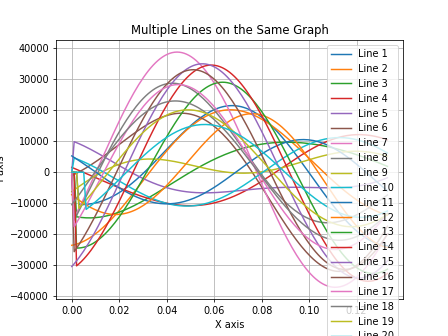 Multiple Lines on the Same Graph
40000
30000
20000
10000
0
−10000
−20000
−30000
−40000
0.00
0.02
0.04
0.06
0.08
0.10
X axis
Line 1
Line 2
Line 3
Line 4
Line 5
Line 6
Line 7
Line 8
Line 9
Line 10
Line 11
Line 12
Line 13
Line 14
Line 15
Line 16
Line 17
Line 18
Line 19
Line 20